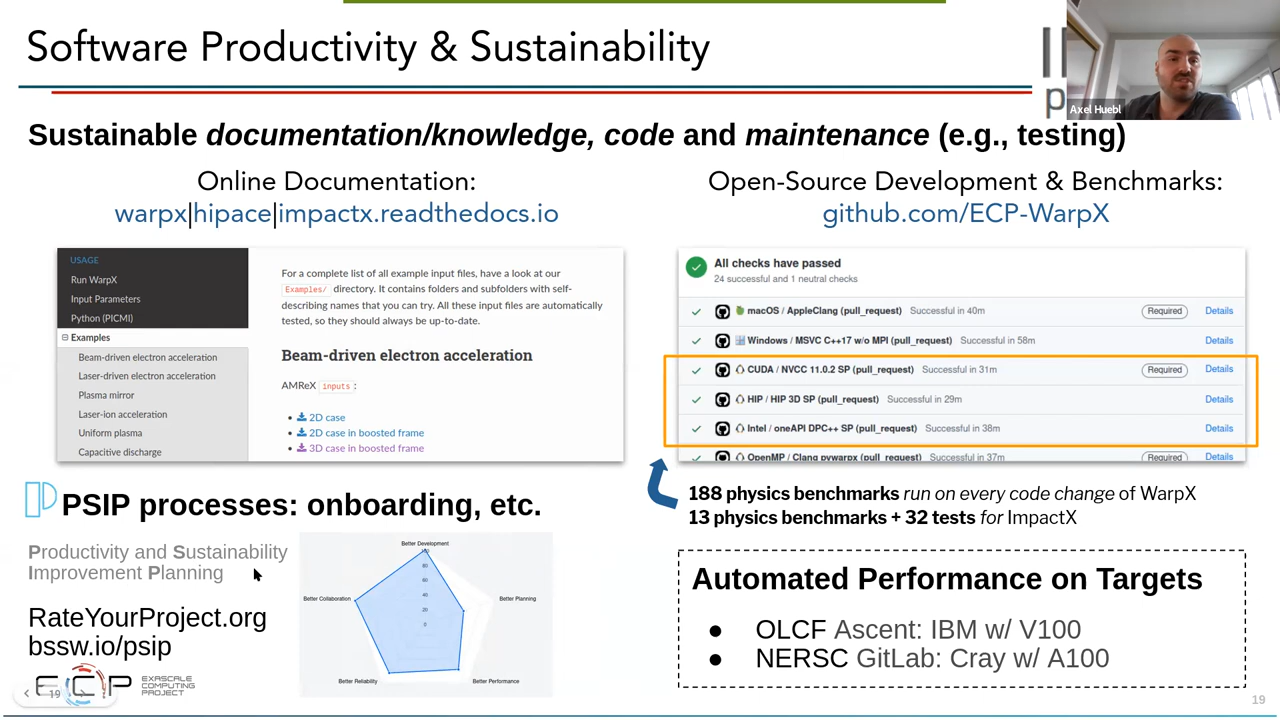 Software Productivity & Sustainability
Axel Huebl
Sustainable documentation/knowledge, code and maintenance (e.g., testing)
Online Documentation:
warpx|hipace|impactx.readthedocs.io
USAGE
Run WarpX
Input Parameters
Python (PICMI)
Examples
Beam-driven electron acceleration
Laser-driven electron acceleration
Plasma mirror
Laser-ion acceleration
Uniform plasma
Capacitive discharge
For a complete list of all example input files, have a look at our
Examples/ directory. It contains folders and subfolders with self-
describing names that you can try. All these input files are automatically
tested, so they should always be up-to-date.
Beam-driven electron acceleration
AMReX inputs :
• 2D case
• 2D case in boosted frame
• 3D case in boosted frame
Open-Source Development & Benchmarks:
github.com/ECP-WarpX
All checks have passed
24 successful and 1 neutral checks
macOS / AppleClang (pull_request) Successful in 40m Required Details
Windows / MSVC C++17 w/o MPI (pull_request) Successful in 58m Details
CUDA / NVCC 11.0.2 SP (pull_request) Successful in 31m Required Details
HIP / HIP 3D SP (pull_request) Successful in 29m Details
Intel / oneAPI DPC++ SP (pull_request) Successful in 38m Details
OpenMP / Clang pywarpx (pull_request) Successful in 37m Required Details
188 physics benchmarks run on every code change of WarpX
13 physics benchmarks + 32 tests for ImpactX
PSIP processes: onboarding, etc.
Productivity and Sustainability
Improvement Planning
RateYourProject.org
bssw.io/psip
Better Development
100
80
60
40
20
0
Better Collaboration
Better Planning
Better Reliability
Better Performance
Automated Performance on Targets
● OLCF Ascent: IBM w/ V100
● NERSC GitLab: Cray w/ A100
ECP
EXASCALE
COMPUTING
PROJECT
19
19